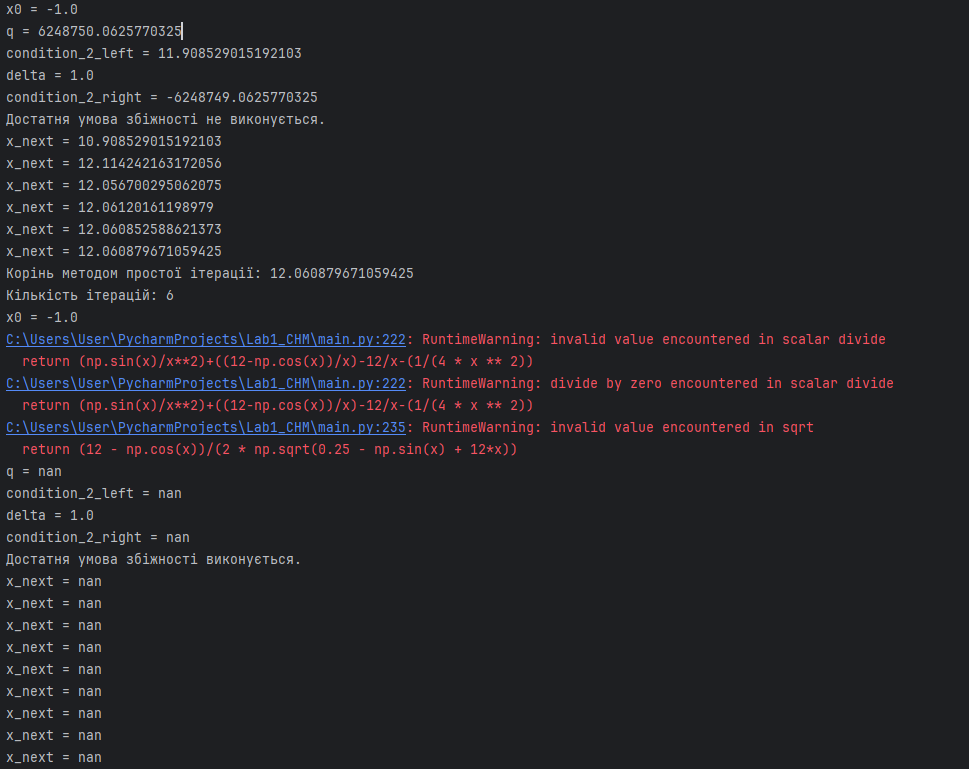 x0 = -1.0
q = 6248750.0625770325
condition_2_left = 11.908529015192103
delta = 1.0
condition_2_right = -6248749.0625770325
Достатня умова збіжності не виконується.
x_next = 10.908529015192103
x_next = 12.114242163172056
x_next = 12.056700295062075
x_next = 12.06120161198979
x_next = 12.060852588621373
x_next = 12.060879671059425
Корінь методом простої ітерації: 12.060879671059425
Кількість ітерацій: 6
x0 = -1.0
C:\Users\User\PycharmProjects\Lab1_CHM\main.py:222: RuntimeWarning: invalid value encountered in scalar divide
  return (np.sin(x)/x**2)+((12-np.cos(x))/x)-12/x-(1/(4 * x ** 2))
C:\Users\User\PycharmProjects\Lab1_CHM\main.py:222: RuntimeWarning: divide by zero encountered in scalar divide
  return (np.sin(x)/x**2)+((12-np.cos(x))/x)-12/x-(1/(4 * x ** 2))
C:\Users\User\PycharmProjects\Lab1_CHM\main.py:235: RuntimeWarning: invalid value encountered in sqrt
  return (12 - np.cos(x))/(2 * np.sqrt(0.25 - np.sin(x) + 12*x))
q = nan
condition_2_left = nan
delta = 1.0
condition_2_right = nan
Достатня умова збіжності виконується.
x_next = nan
x_next = nan
x_next = nan
x_next = nan
x_next = nan
x_next = nan
x_next = nan
x_next = nan
x_next = nan